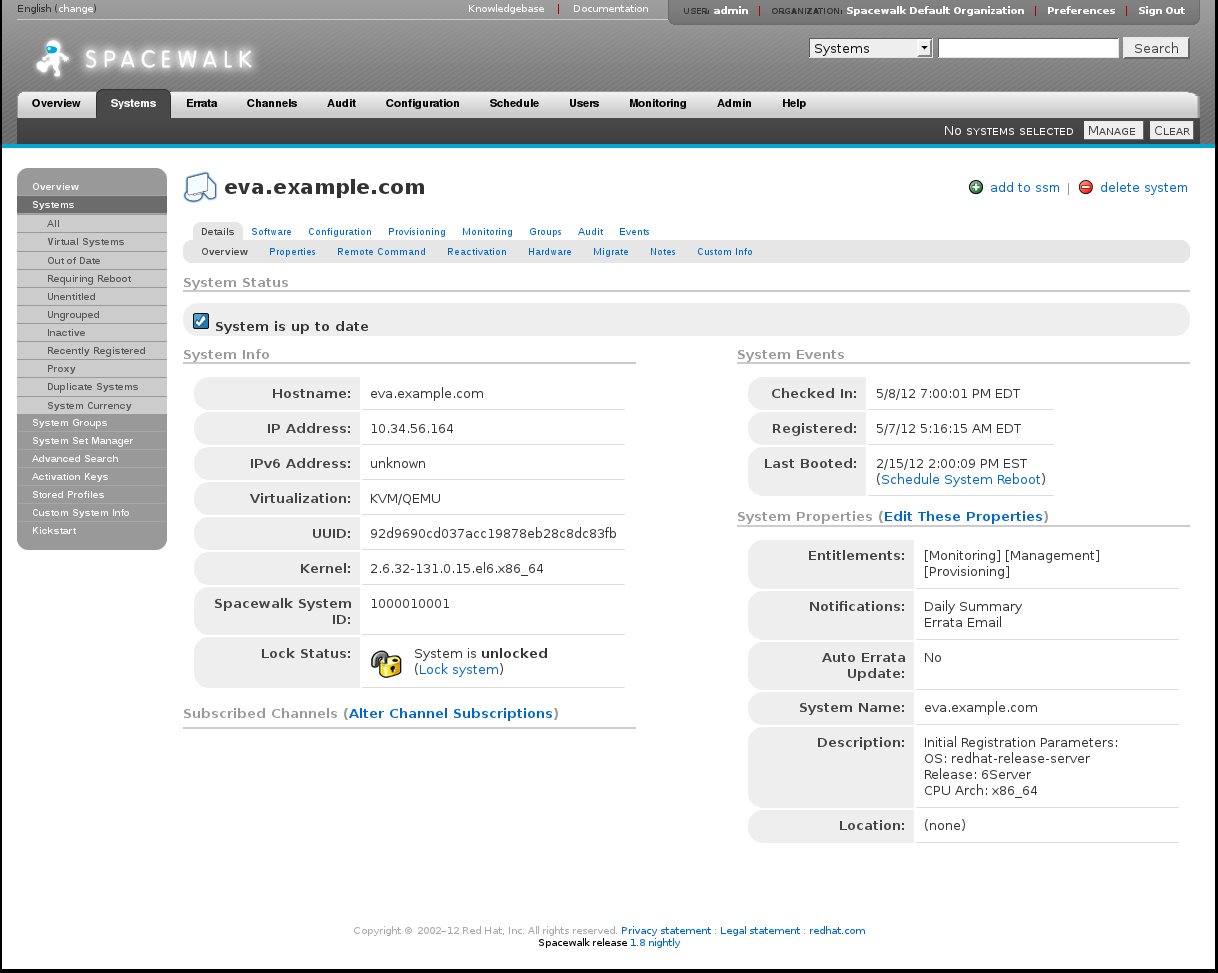 English (change) Knowledgebase | Documentation USER: admin | ORGANIZATION: Spacewalk Default Organization | Preferences | Sign Out
SPACEWALK Systems Search
Overview Systems Errata Channels Audit Configuration Schedule Users Monitoring Admin Help
NO SYSTEMS SELECTED MANAGE CLEAR
Overview
Systems
All
Virtual Systems
Out of Date
Requiring Reboot
Unentitled
Ungrouped
Inactive
Recently Registered
Proxy
Duplicate Systems
System Currency
System Groups
System Set Manager
Advanced Search
Activation Keys
Stored Profiles
Custom System Info
Kickstart
eva.example.com add to ssm | delete system
Details Software Configuration Provisioning Monitoring Groups Audit Events
Overview Properties Remote Command Reactivation Hardware Migrate Notes Custom Info
System Status
System is up to date
System Info
Hostname: eva.example.com
IP Address: 10.34.56.164
IPv6 Address: unknown
Virtualization: KVM/QEMU
UUID: 92d9690cd037acc19878eb28c8dc83fb
Kernel: 2.6.32-131.0.15.el6.x86_64
Spacewalk System 1000010001
ID:
Lock Status: System is unlocked
(Lock system)
Subscribed Channels (Alter Channel Subscriptions)
System Events
Checked In: 5/8/12 7:00:01 PM EDT
Registered: 5/7/12 5:16:15 AM EDT
Last Booted: 2/15/12 2:00:09 PM EST
(Schedule System Reboot)
System Properties (Edit These Properties)
Entitlements: [Monitoring] [Management]
[Provisioning]
Notifications: Daily Summary
Errata Email
Auto Errata No
Update:
System Name: eva.example.com
Description: Initial Registration Parameters:
OS: redhat-release-server
Release: 6Server
CPU Arch: x86_64
Location: (none)
Copyright © 2002–12 Red Hat, Inc. All rights reserved. Privacy statement : Legal statement : redhat.com
Spacewalk release 1.8 nightly